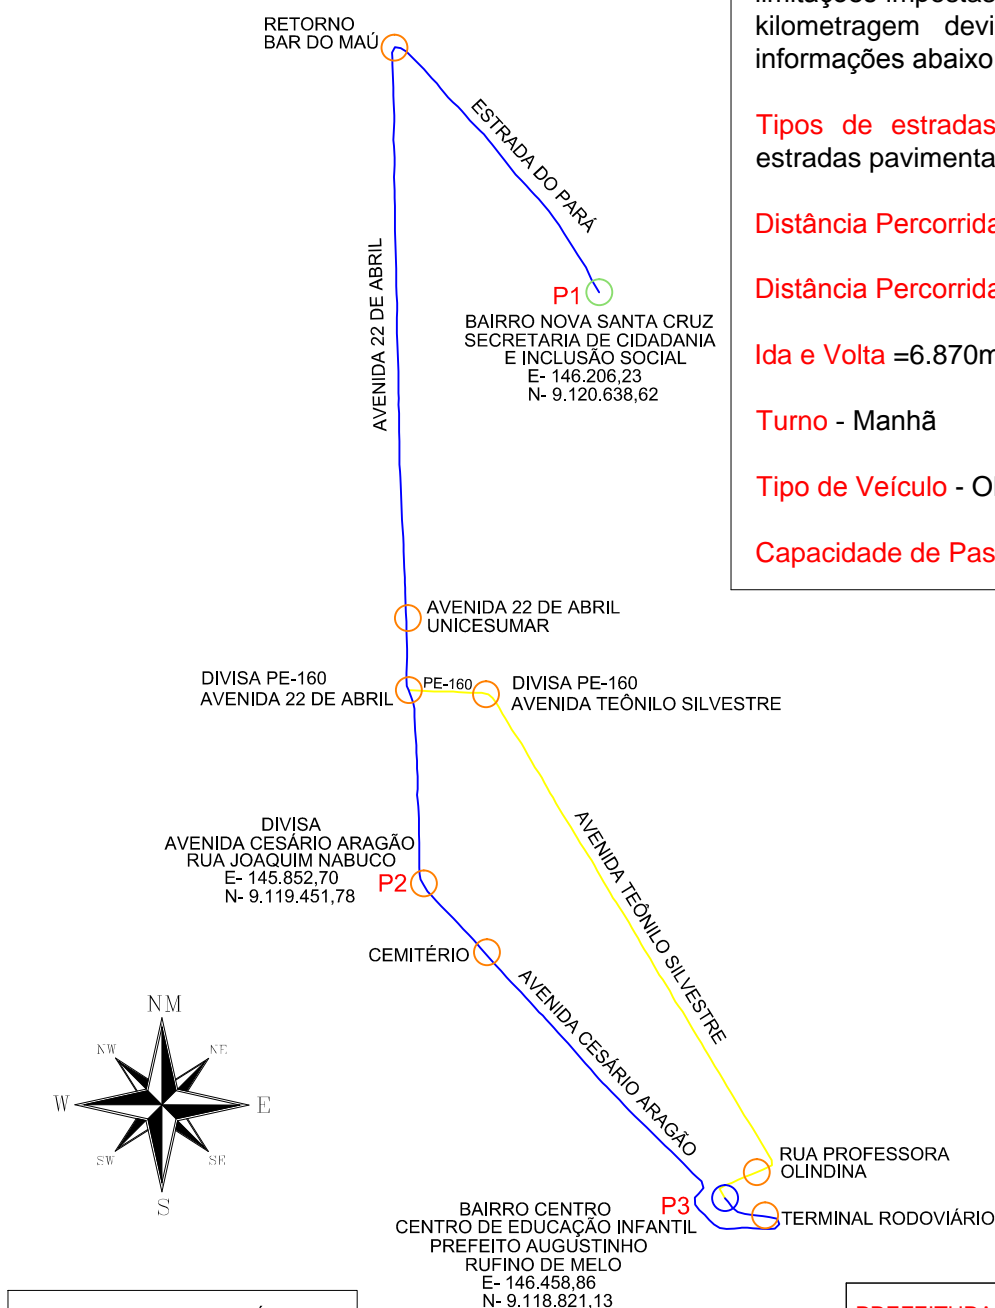 RETORNO
BAR DO MAÚ
ESTRADA DO PARÁ
AVENIDA 22 DE ABRIL
P1
BAIRRO NOVA SANTA CRUZ
SECRETARIA DE CIDADANIA
E INCLUSÃO SOCIAL
E- 146.206,23
N- 9.120.638,62
kilometragem devi
informações abaixo
Tipos de estradas
estradas pavimenta
Distância Percorrida
Distância Percorrida
Ida e Volta =6.870m
Turno - Manhã
Tipo de Veículo - O
Capacidade de Pas
AVENIDA 22 DE ABRIL
UNICESUMAR
DIVISA PE-160
AVENIDA 22 DE ABRIL
PE-160
DIVISA PE-160
AVENIDA TEÔNILO SILVESTRE
DIVISA
AVENIDA CESÁRIO ARAGÃO
RUA JOAQUIM NABUCO
E- 145.852,70
N- 9.119.451,78
P2
AVENIDA TEÔNILO SILVESTRE
CEMITÉRIO
AVENIDA CESÁRIO ARAGÃO
NM
NW
NE
W
E
SW
SE
S
RUA PROFESSORA
OLINDINA
P3
TERMINAL RODOVIÁRIO
BAIRRO CENTRO
CENTRO DE EDUCAÇÃO INFANTIL
PREFEITO AUGUSTINHO
RUFINO DE MELO
E- 146.458,86
N- 9.118.821,13